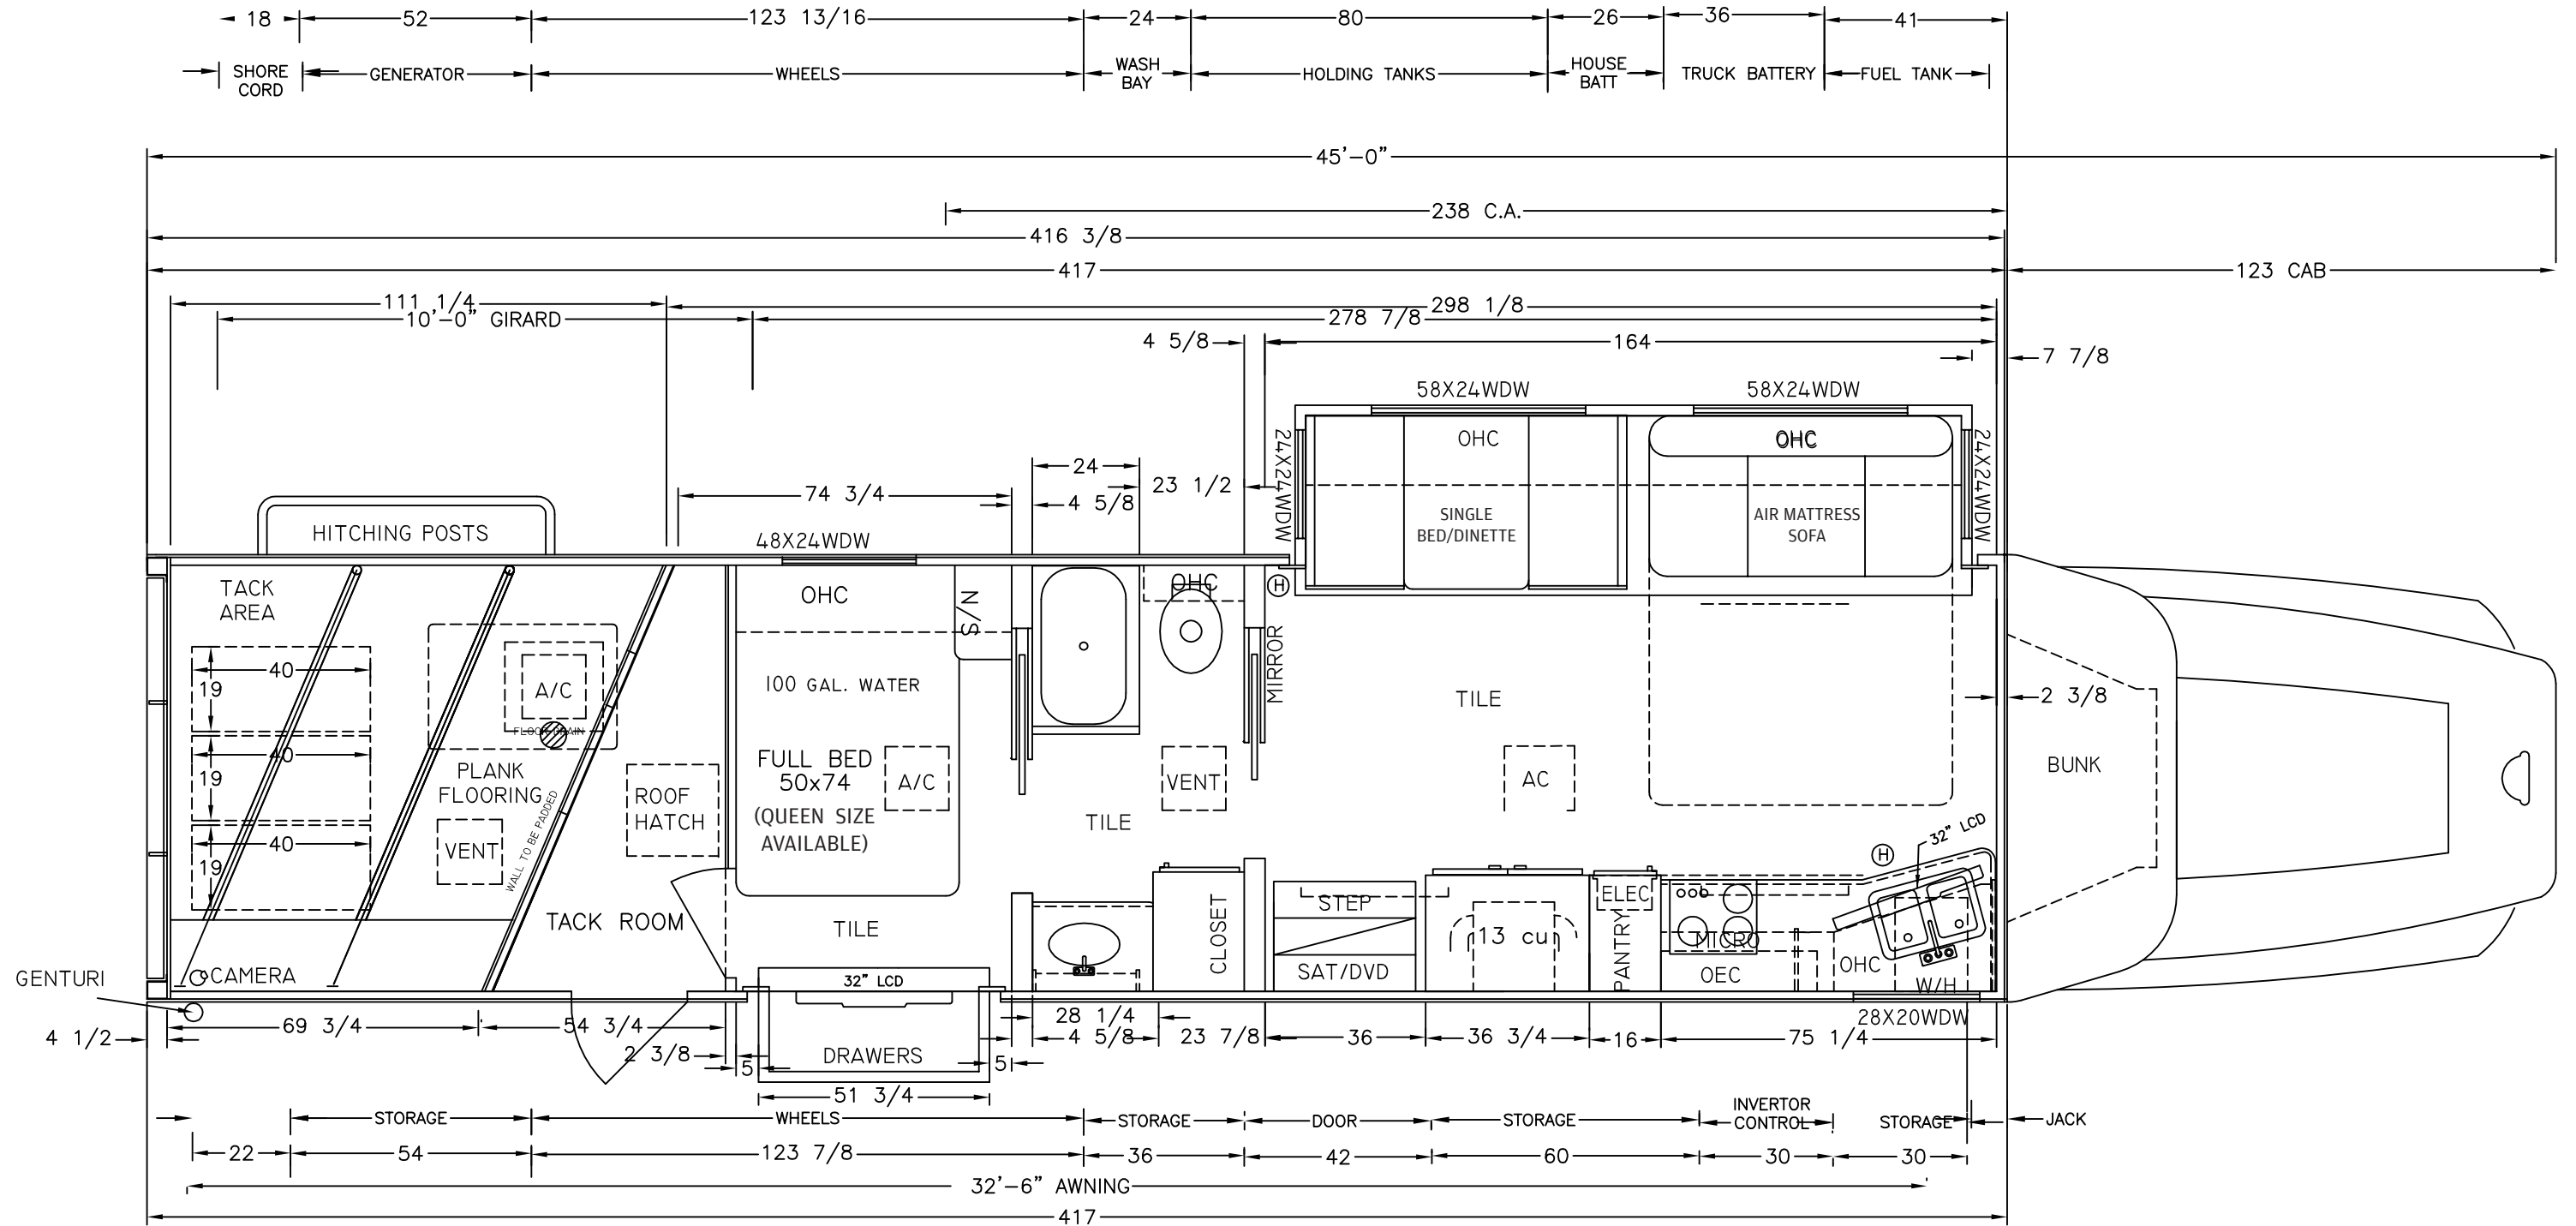 18 52 123 13/16 24 80 26 36 41
SHORE CORD GENERATOR WHEELS WASH BAY HOLDING TANKS HOUSE BATT TRUCK BATTERY FUEL TANK
45'-0"
238 C.A.
416 3/8
417 123 CAB
111 1/4 298 1/8
10'-0" GIRARD 278 7/8
4 5/8 164 7 7/8
58X24WDW 58X24WDW
24X24WDW OHC OHC 24X24WDW
24 23 1/2
74 3/4 4 5/8
SINGLE BED/DINETTE AIR MATTRESS SOFA
HITCHING POSTS 48X24WDW
TACK AREA OHC S/N OHC H
MIRROR
40 19 A/C 100 GAL. WATER TILE 2 3/8
FLOOR DRAIN
40 19 PLANK FLOORING FULL BED 50x74 A/C VENT AC BUNK
ROOF HATCH (QUEEN SIZE AVAILABLE) TILE
WALL TO BE PADDED
40 19 VENT H 32" LCD
TACK ROOM TILE CLOSET STEP 13 cu PANTRY ELEC MICRO
GENTURI CAMERA 32" LCD SAT/DVD OEC OHC W/H
28X20WDW
69 3/4 54 3/4 28 1/4
4 1/2 2 3/8 5 DRAWERS 5 4 5/8 23 7/8 36 36 3/4 16 75 1/4
51 3/4
STORAGE WHEELS STORAGE DOOR STORAGE INVERTOR CONTROL STORAGE JACK
22 54 123 7/8 36 42 60 30 30
32'-6" AWNING
417